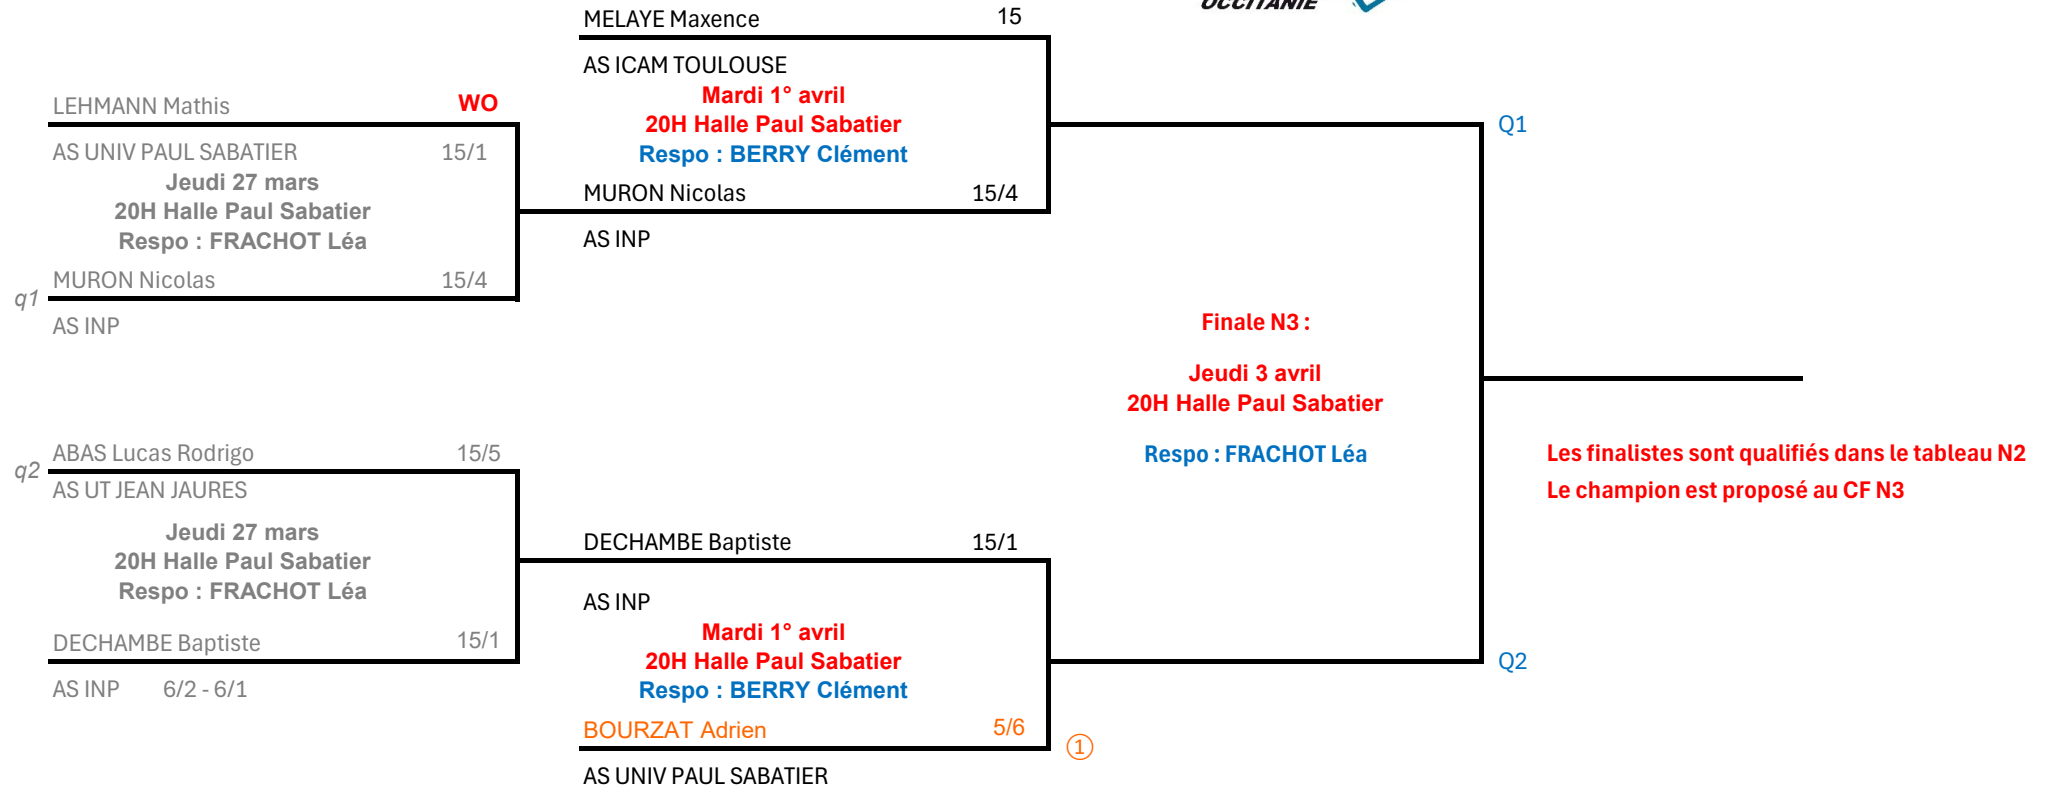 OCCITANIE
MELAYE Maxence 15
AS ICAM TOULOUSE
Mardi 1° avril
20H Halle Paul Sabatier
Respo : BERRY Clément
MURON Nicolas 15/4
AS INP
LEHMANN Mathis WO
AS UNIV PAUL SABATIER 15/1
Jeudi 27 mars
20H Halle Paul Sabatier
Respo : FRACHOT Léa
q1 MURON Nicolas 15/4
AS INP
Q1
Finale N3 :
Jeudi 3 avril
20H Halle Paul Sabatier
Respo : FRACHOT Léa
Les finalistes sont qualifiés dans le tableau N2
Le champion est proposé au CF N3
q2 ABAS Lucas Rodrigo 15/5
AS UT JEAN JAURES
Jeudi 27 mars
20H Halle Paul Sabatier
Respo : FRACHOT Léa
DECHAMBE Baptiste 15/1
AS INP 6/2 - 6/1
DECHAMBE Baptiste 15/1
AS INP
Mardi 1° avril
20H Halle Paul Sabatier
Respo : BERRY Clément
BOURZAT Adrien 5/6 ①
AS UNIV PAUL SABATIER
Q2